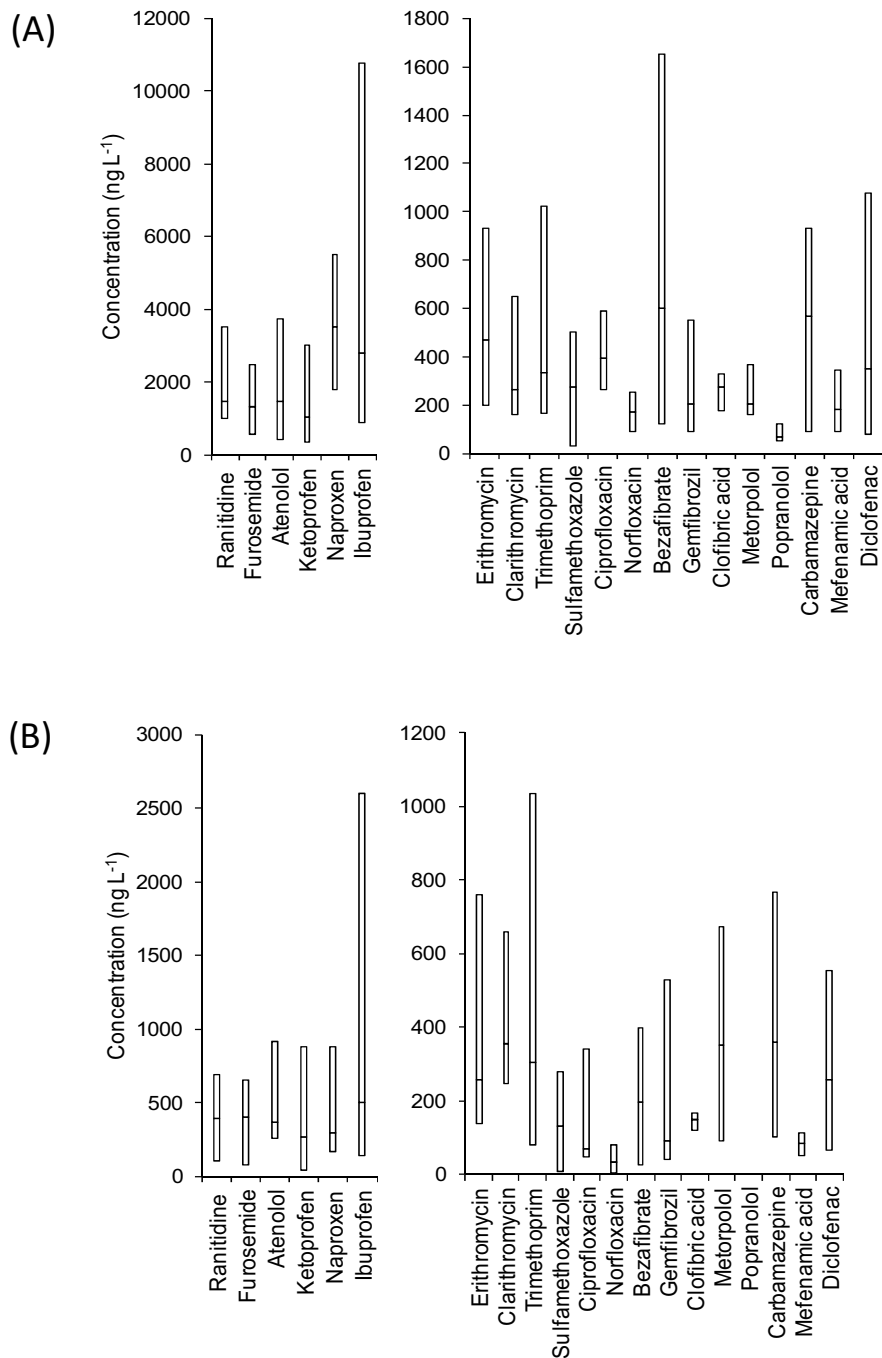 (A)
Concentration (ng L-1)
12000
10000
8000
6000
4000
2000
0
Ranitidine
Furosemide
Atenolol
Ketoprofen
Naproxen
Ibuprofen
1800
1600
1400
1200
1000
800
600
400
200
0
Erithromycin
Clarithromycin
Trimethoprim
Sulfamethoxazole
Ciprofloxacin
Norfloxacin
Bezafibrate
Gemfibrozil
Clofibric acid
Metorpolol
Popranolol
Carbamazepine
Mefenamic acid
Diclofenac
(B)
Concentration (ng L-1)
3000
2500
2000
1500
1000
500
0
Ranitidine
Furosemide
Atenolol
Ketoprofen
Naproxen
Ibuprofen
1200
1000
800
600
400
200
0
Erithromycin
Clarithromycin
Trimethoprim
Sulfamethoxazole
Ciprofloxacin
Norfloxacin
Bezafibrate
Gemfibrozil
Clofibric acid
Metorpolol
Popranolol
Carbamazepine
Mefenamic acid
Diclofenac